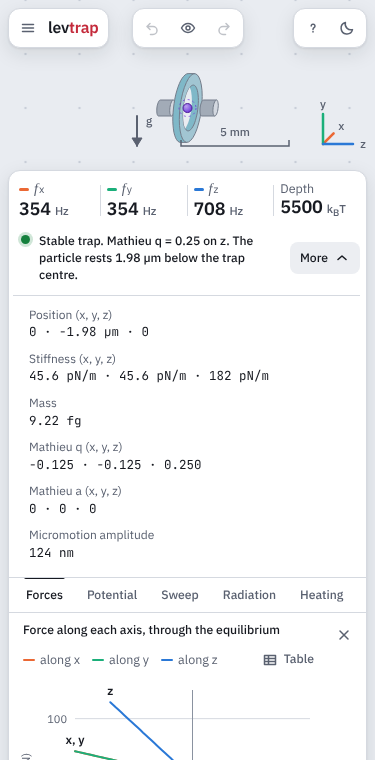 levtrap
?
g
5 mm
y
x
z
fx
fy
fz
Depth
354 Hz
354 Hz
708 Hz
5500 kBT
Stable trap. Mathieu q = 0.25 on z. The
particle rests 1.98 µm below the trap
centre.
More
Position (x, y, z)
0 · -1.98 µm · 0
Stiffness (x, y, z)
45.6 pN/m · 45.6 pN/m · 182 pN/m
Mass
9.22 fg
Mathieu q (x, y, z)
-0.125 · -0.125 · 0.250
Mathieu a (x, y, z)
0 · 0 · 0
Micromotion amplitude
124 nm
Forces Potential Sweep Radiation Heating
Force along each axis, through the equilibrium
along x along y along z Table
z
100
x, y